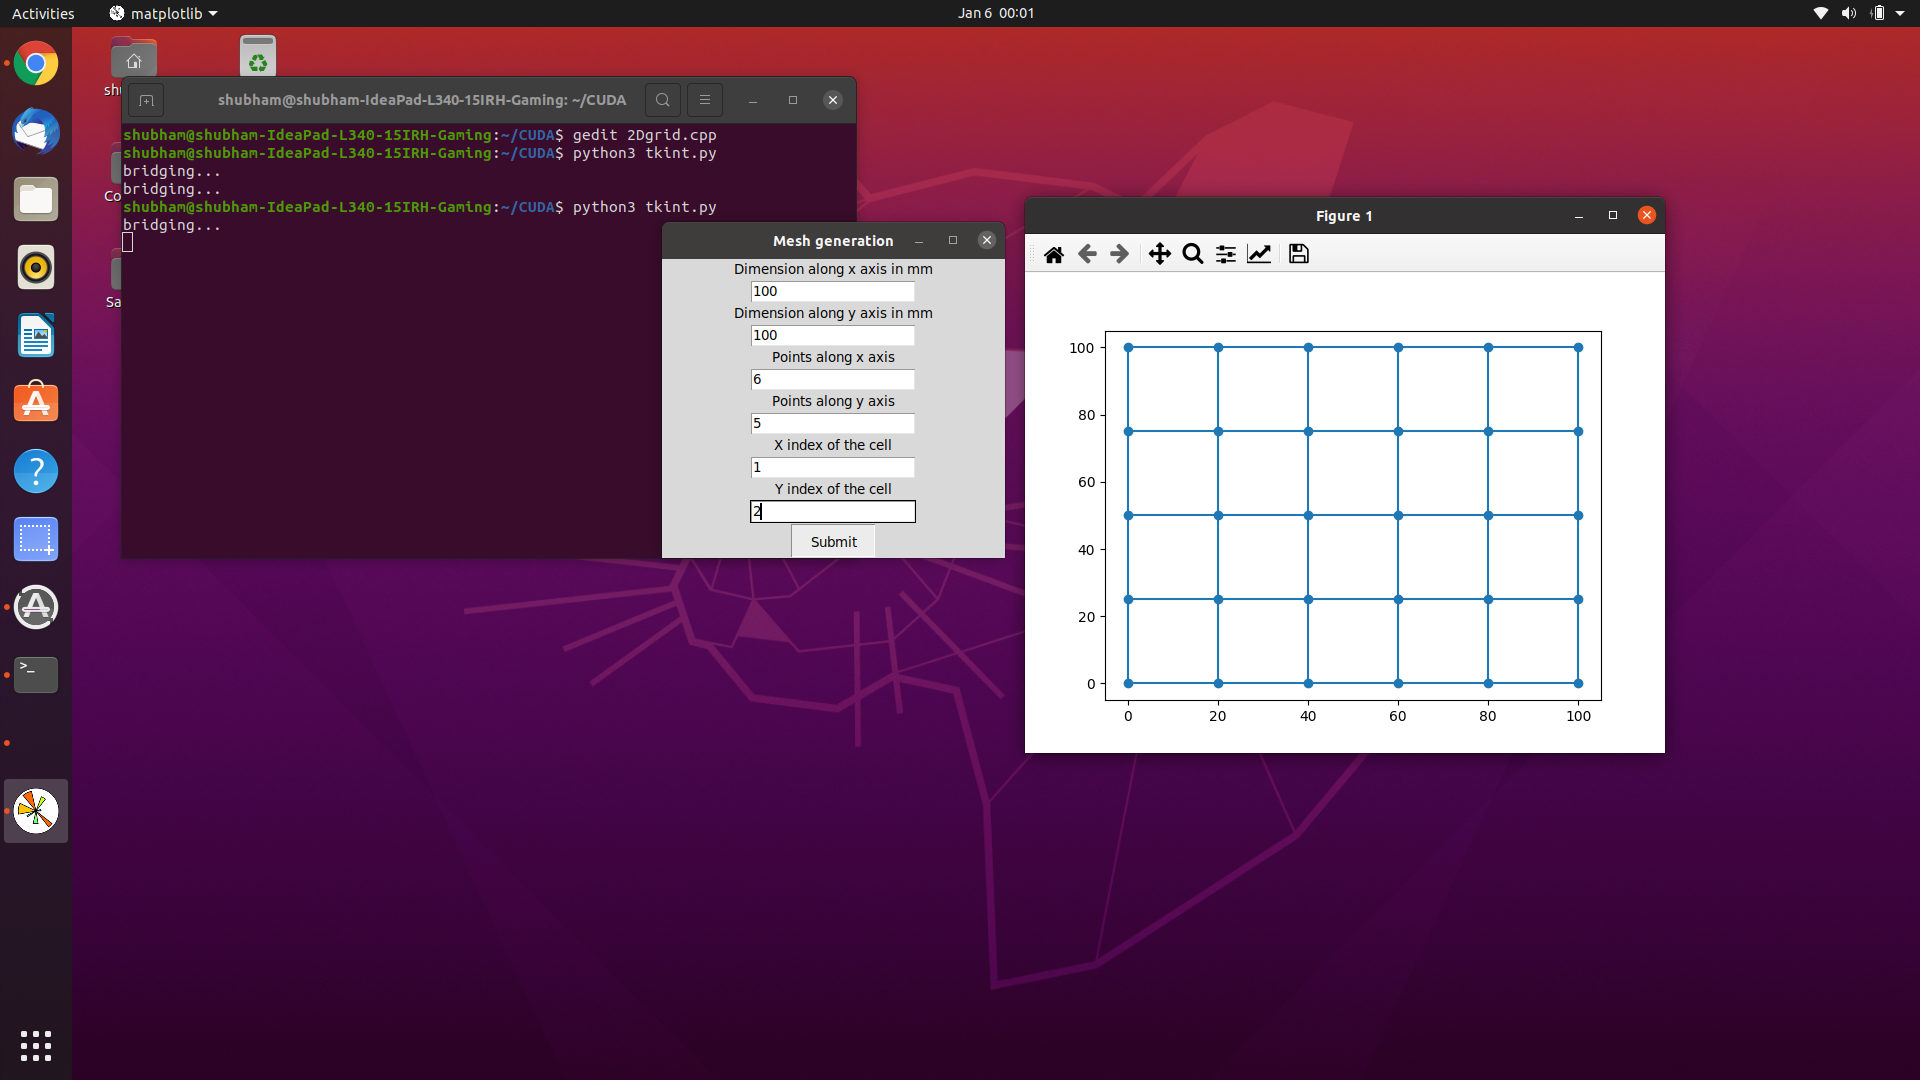 Activities
matplotlib
Jan 6 00:01
shu
Co
Sa
shubham@shubham-IdeaPad-L340-15IRH-Gaming: ~/CUDA
shubham@shubham-IdeaPad-L340-15IRH-Gaming:~/CUDA$ gedit 2Dgrid.cpp
shubham@shubham-IdeaPad-L340-15IRH-Gaming:~/CUDA$ python3 tkint.py
bridging...
bridging...
shubham@shubham-IdeaPad-L340-15IRH-Gaming:~/CUDA$ python3 tkint.py
bridging...
Mesh generation
Dimension along x axis in mm
100
Dimension along y axis in mm
100
Points along x axis
6
Points along y axis
5
X index of the cell
1
Y index of the cell
2
Submit
Figure 1
100
80
60
40
20
0
0 20 40 60 80 100